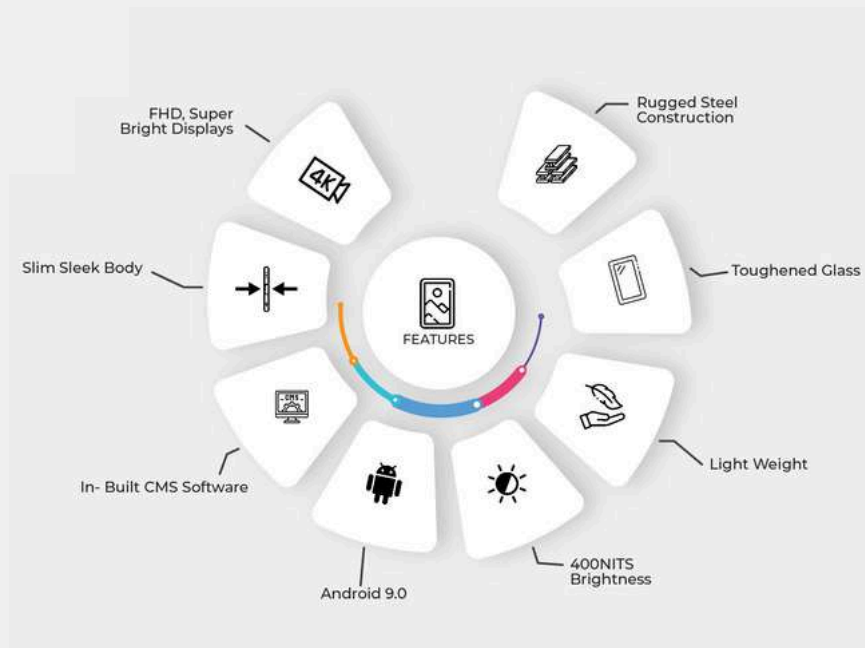 FHD, Super
Bright Displays
4K
Rugged Steel
Construction
Slim Sleek Body
Toughened Glass
FEATURES
CMS
In- Built CMS Software
Light Weight
Android 9.0
400NITS
Brightness